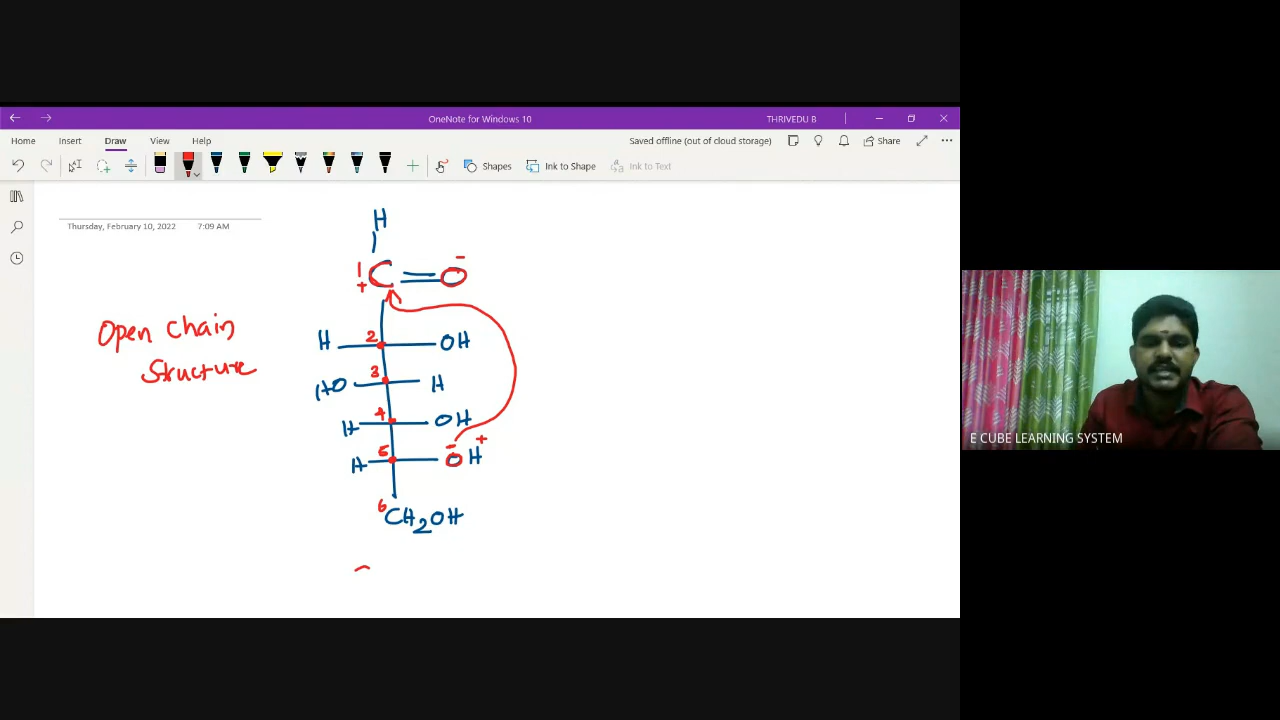 OneNote for Windows 10
THRIVEDU B
Home Insert Draw View Help
Saved offline (out of cloud storage)
Share
Shapes
Ink to Shape
Ink to Text
Thursday, February 10, 2022 7:09 AM
H
1 C = O -
+
Open Chain
Structure
H 2 OH
HO 3 H
H 4 OH
H 5 - OH +
6 CH2OH
E CUBE LEARNING SYSTEM